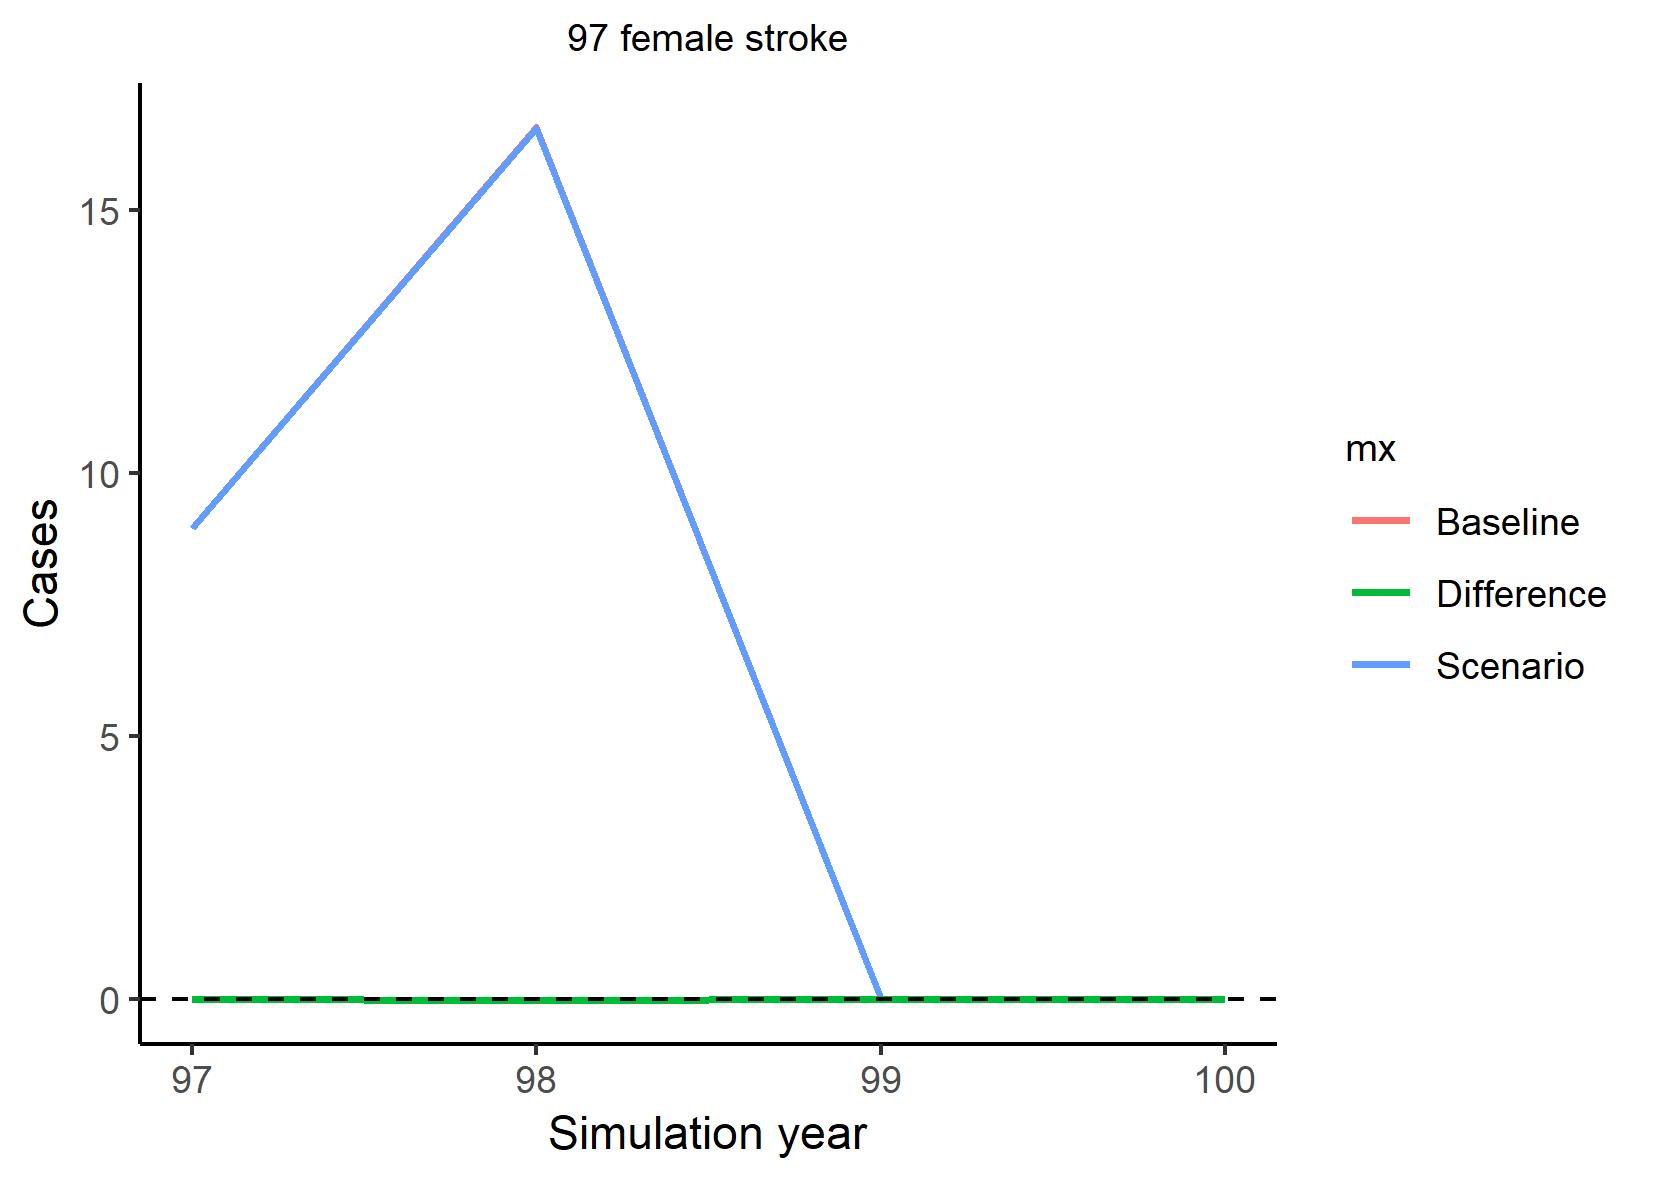 97 female stroke
15
10
5
0
Cases
97 98 99 100
Simulation year
mx
Baseline
Difference
Scenario